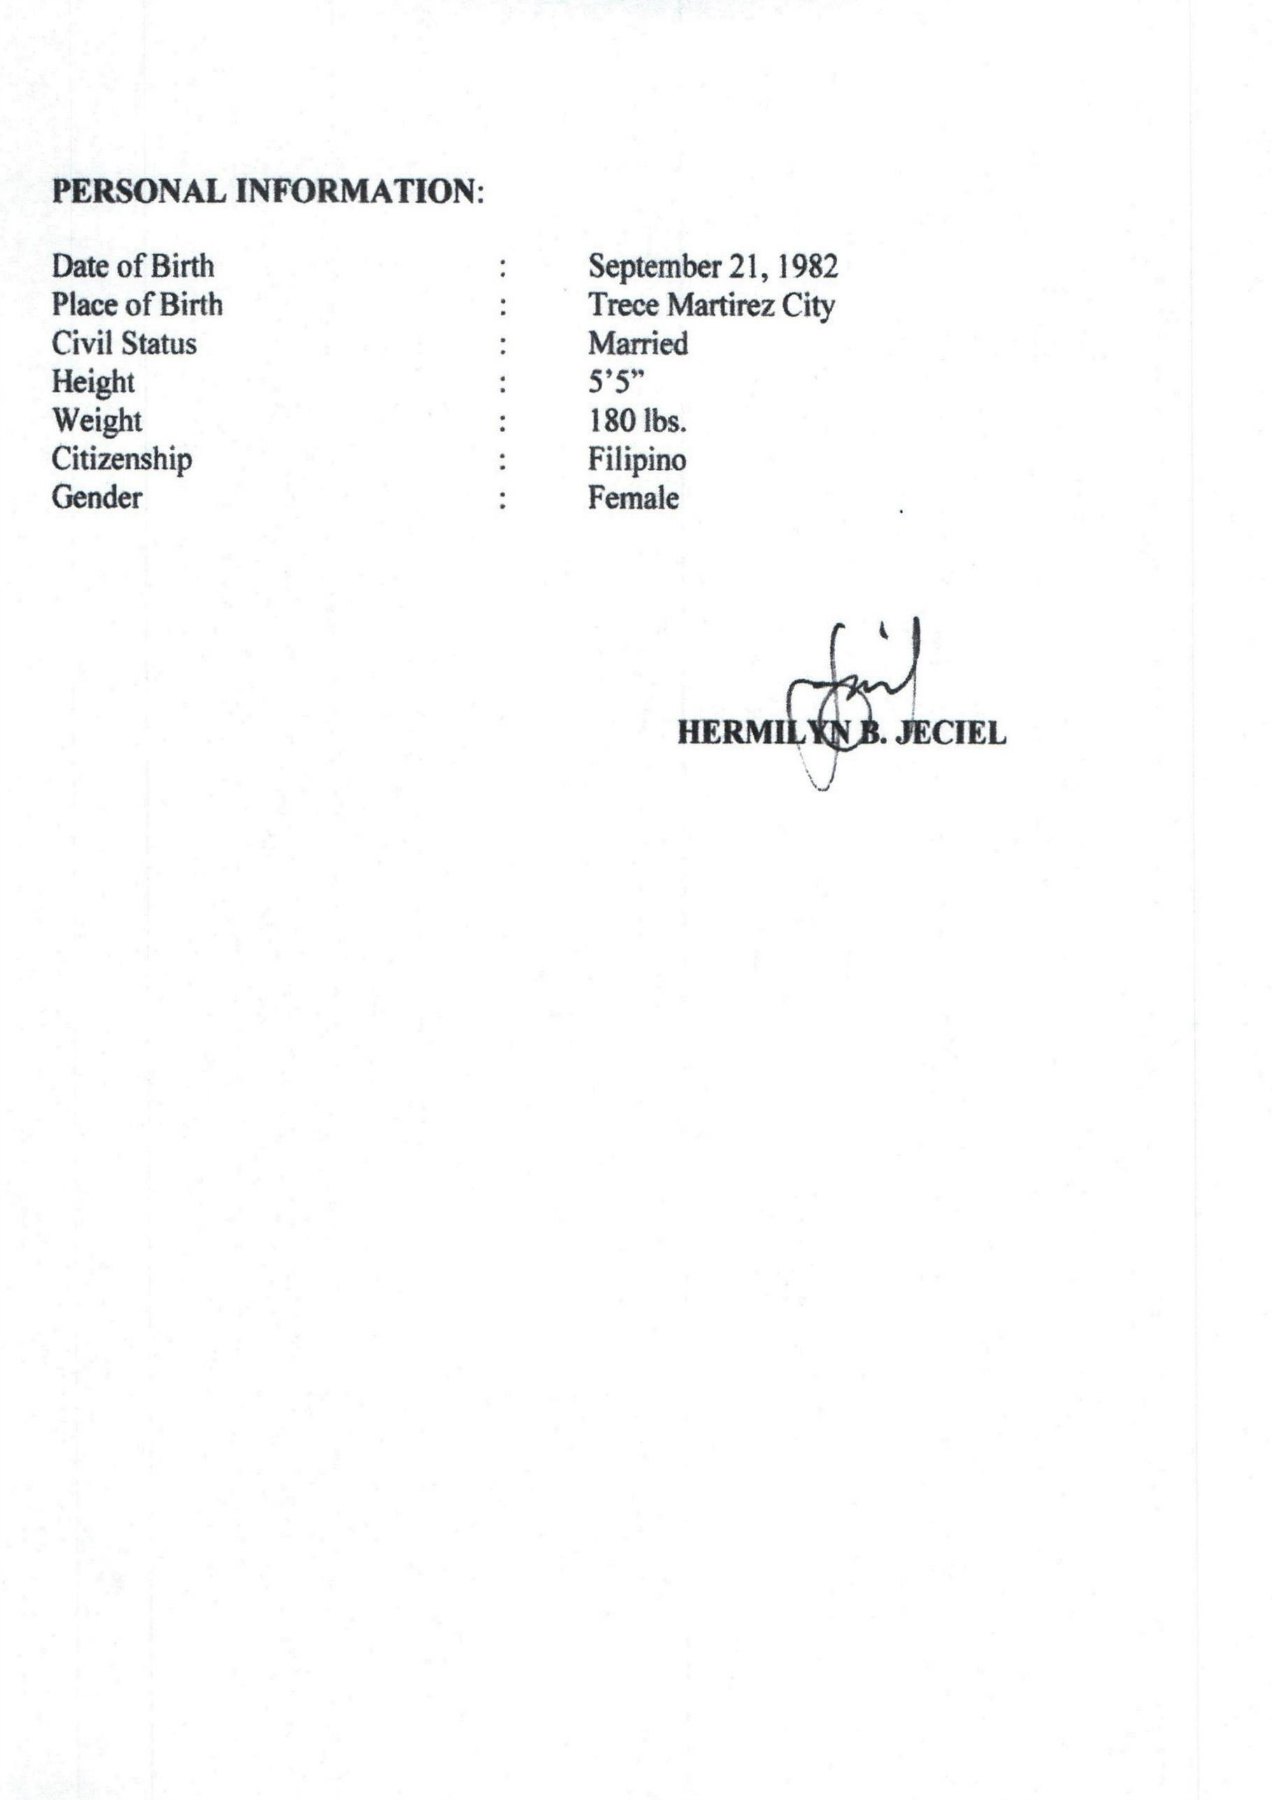 PERSONAL INFORMATION:
Date of Birth : September 21, 1982
Place of Birth : Trece Martirez City
Civil Status : Married
Height : 5'5”
Weight : 180 lbs.
Citizenship : Filipino
Gender : Female
HERMILYN B. JECIEL